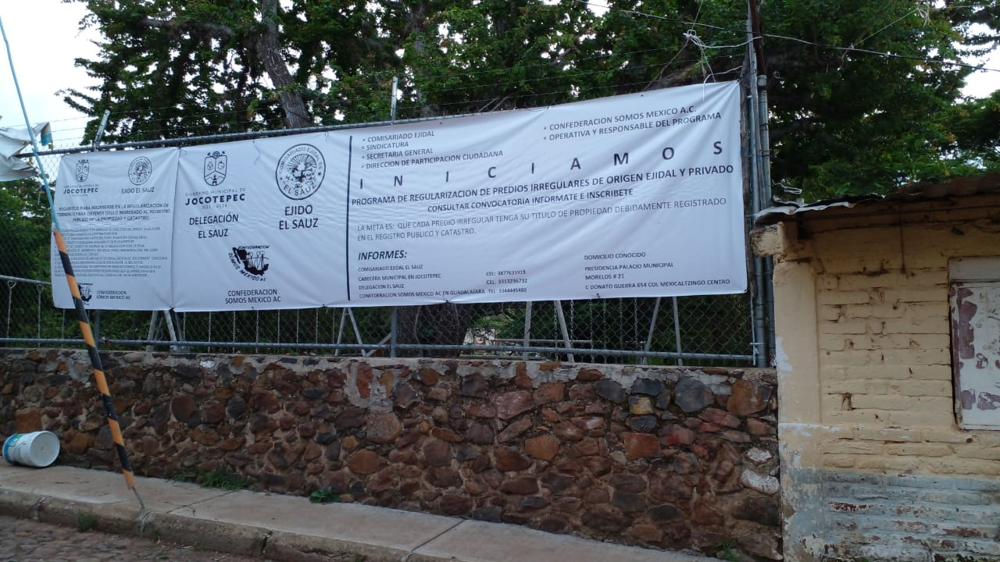 GOBIERNO MUNICIPAL DE
JOCOTEPEC
EJIDO EL SAUZ
REQUISITOS PARA INSCRIBIRSE EN LA REGULARIZACION DE
TERRENOS PARA OBTENER TITULO INGRESADO AL REGISTRO
PUBLICO DE LA PROPIEDAD Y CATASTRO.
CONFEDERACION
SOMOS MEXICO AC
GOBIERNO MUNICIPAL DE
JOCOTEPEC
2021 - 2024
DELEGACIÓN
EL SAUZ
CONFEDERACION
SOMOS MEXICO A.C.
CONFEDERACION
SOMOS MEXICO AC
COMISARIADO EJIDAL DE
EL SAUZ
EJIDO
EL SAUZ
* COMISARIADO EJIDAL
* SINDICATURA
* SECRETARIA GENERAL
* DIRECCION DE PARTICIPACION CIUDADANA
* CONFEDERACION SOMOS MEXICO A.C.
* OPERATIVA Y RESPONSABLE DEL PROGRAMA
I N I C I A M O S
PROGRAMA DE REGULARIZACION DE PREDIOS IRREGULARES DE ORIGEN EJIDAL Y PRIVADO
CONSULTAR CONVOCATORIA INFORMATE E INSCRIBETE
LA META ES: QUE CADA PREDIO IRREGULAR TENGA SU TITULO DE PROPIEDAD DEBIDAMENTE REGISTRADO
EN EL REGISTRO PUBLICO Y CATASTRO.
INFORMES:
COMISARIADO EJIDAL EL SAUZ
CABECERA MUNICIPAL EN JOCOTEPEC CEL: 3877631919
DELEGACION EL SAUZ CEL: 3313236732
CONFEDERACION SOMOS MEXICO AC EN GUADALAJARA TEL 3344445480
DOMICILIO CONOCIDO
PRESIDENCIA PALACIO MUNICIPAL
MORELOS # 21
C DONATO GUERRA 654 COL MEXICALTZINGO CENTRO